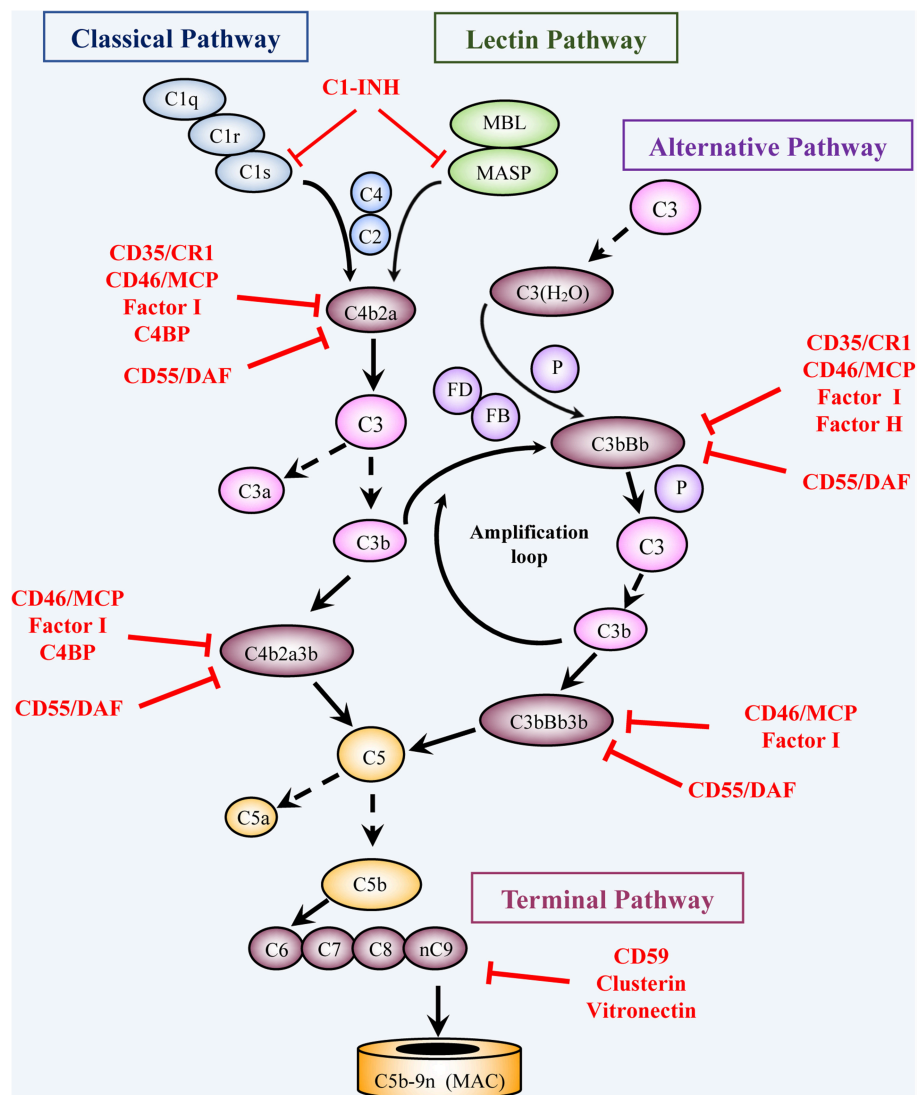 Classical Pathway
Lectin Pathway
C1-INH
C1q
C1r
C1s
MBL
MASP
Alternative Pathway
C4
C2
C3
CD35/CR1
CD46/MCP
Factor I
C4BP
CD55/DAF
C4b2a
C3(H₂O)
P
FD
FB
CD35/CR1
CD46/MCP
Factor I
Factor H
CD55/DAF
C3
C3bBb
C3a
P
C3b
Amplification
loop
C3
CD46/MCP
Factor I
C4BP
CD55/DAF
C4b2a3b
C3b
C3bBb3b
CD46/MCP
Factor I
CD55/DAF
C5
C5a
C5b
Terminal Pathway
C6
C7
C8
nC9
CD59
Clusterin
Vitronectin
C5b-9n (MAC)